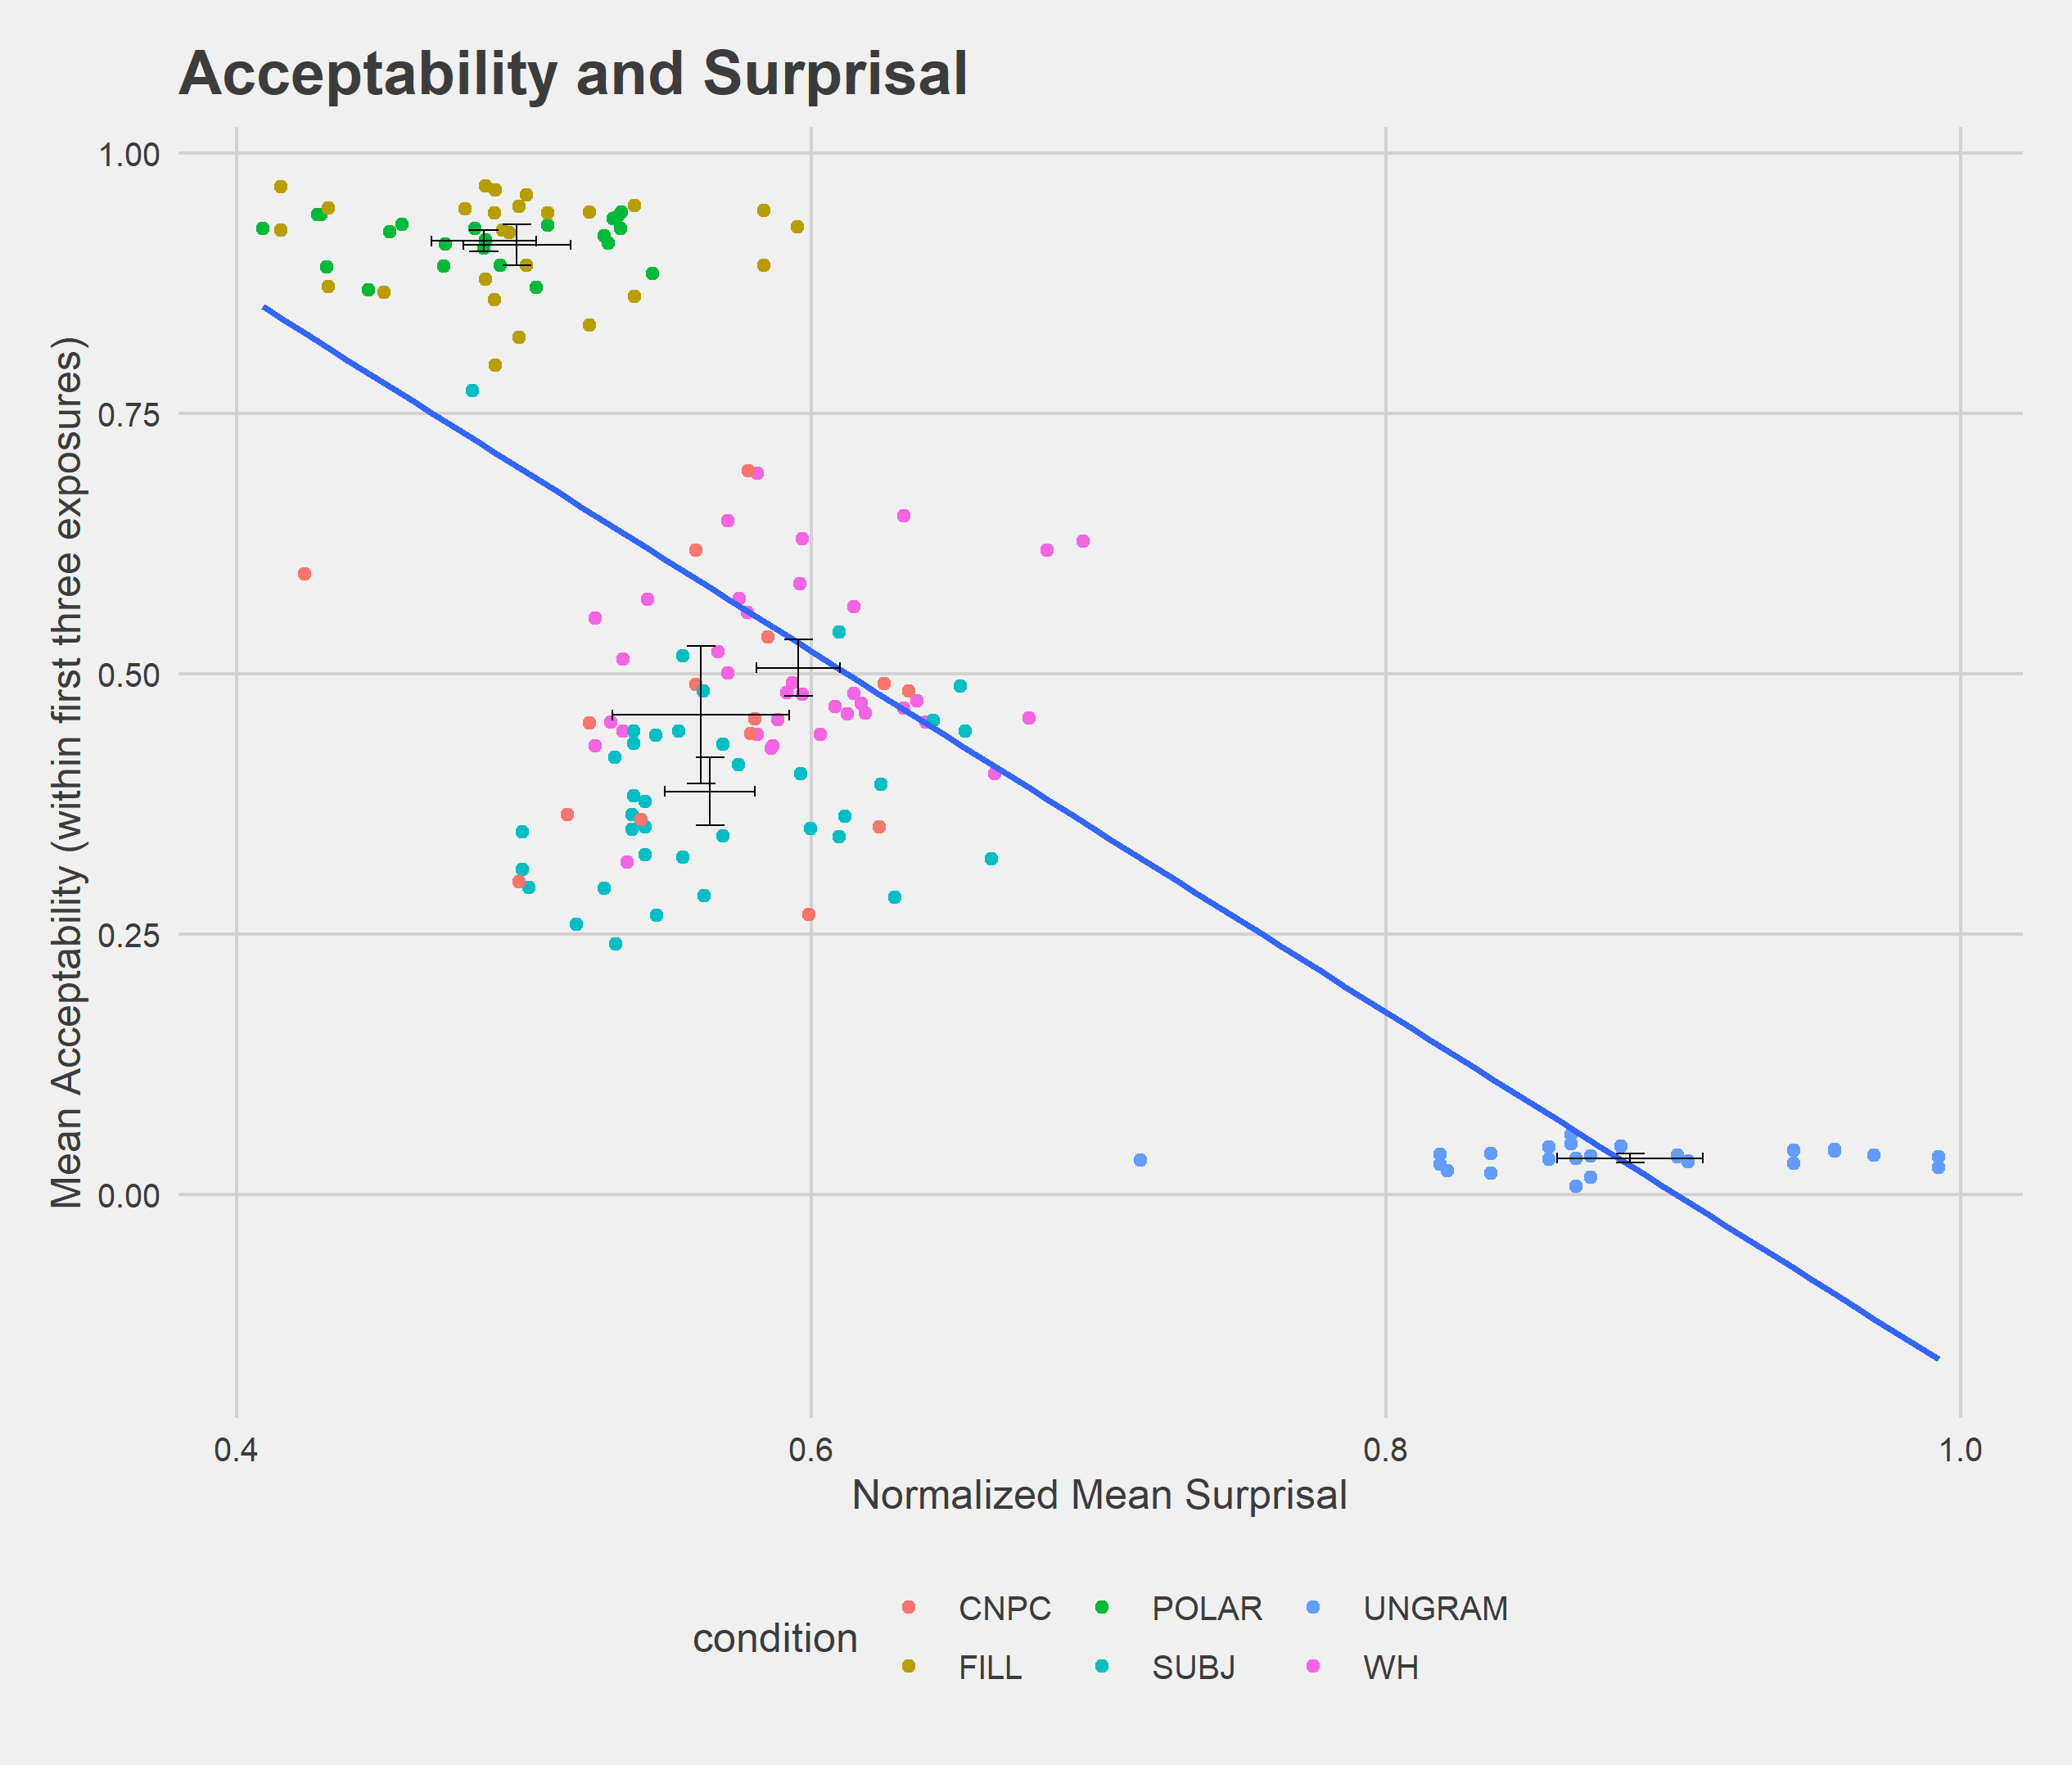 Acceptability and Surprisal
Mean Acceptability (within first three exposures)
1.00
0.75
0.50
0.25
0.00
0.4 0.6 0.8 1.0
Normalized Mean Surprisal
condition
CNPC POLAR UNGRAM
FILL SUBJ WH